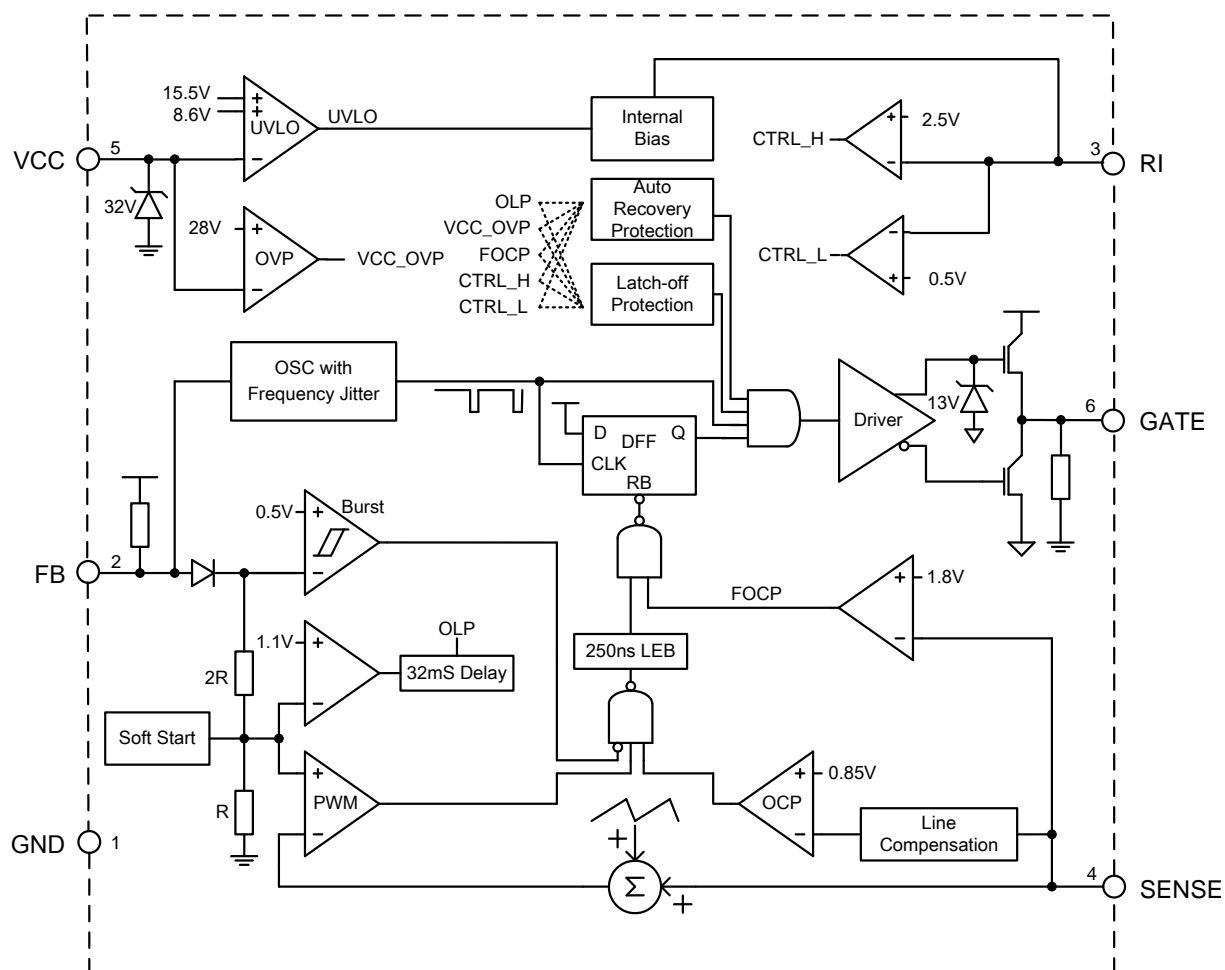 15.5V
8.6V
+
+
UVLO
−
UVLO
Internal
Bias
CTRL_H
+
2.5V
−
VCC
5
3
RI
32V
28V
+
OVP
−
VCC_OVP
OLP
VCC_OVP
FOCP
CTRL_H
CTRL_L
Auto
Recovery
Protection
Latch-off
Protection
CTRL_L
−
+
0.5V
OSC with
Frequency Jitter
D
DFF
Q
CLK
RB
Driver
13V
6
GATE
0.5V
+
Burst
−
FB
2
FOCP
+
1.8V
−
1.1V
+
−
OLP
32mS Delay
250ns LEB
2R
Soft Start
R
+
PWM
−
+
0.85V
OCP
−
Line
Compensation
GND
1
+
Σ
+
4
SENSE